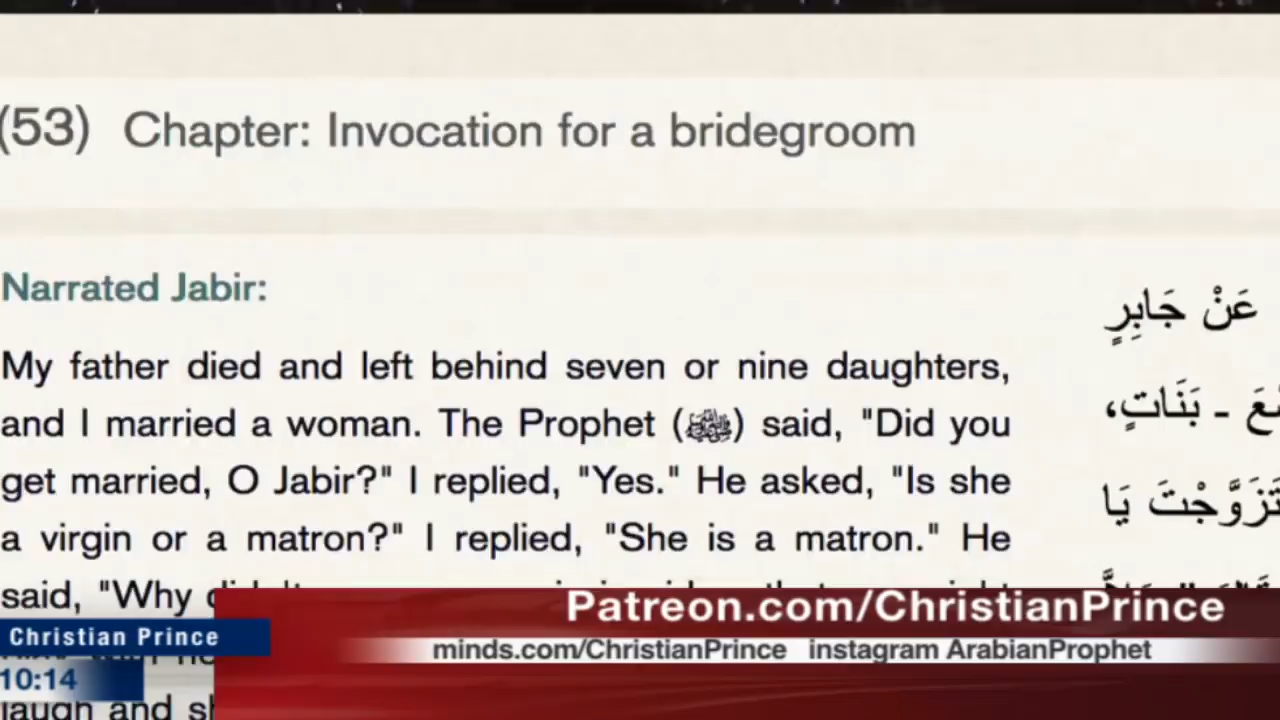 (53) Chapter: Invocation for a bridegroom
Narrated Jabir:
عَنْ جَابِرٍ
My father died and left behind seven or nine daughters,
بَنَاتٍ،
and I married a woman. The Prophet (ﷺ) said, "Did you
get married, O Jabir?" I replied, "Yes." He asked, "Is she
تَزَوَّجْتَ يَا
a virgin or a matron?" I replied, "She is a matron." He
said, "Why
Patreon.com/ChristianPrince
Christian Prince
minds.com/ChristianPrince instagram ArabianProphet
10:14
laugh and